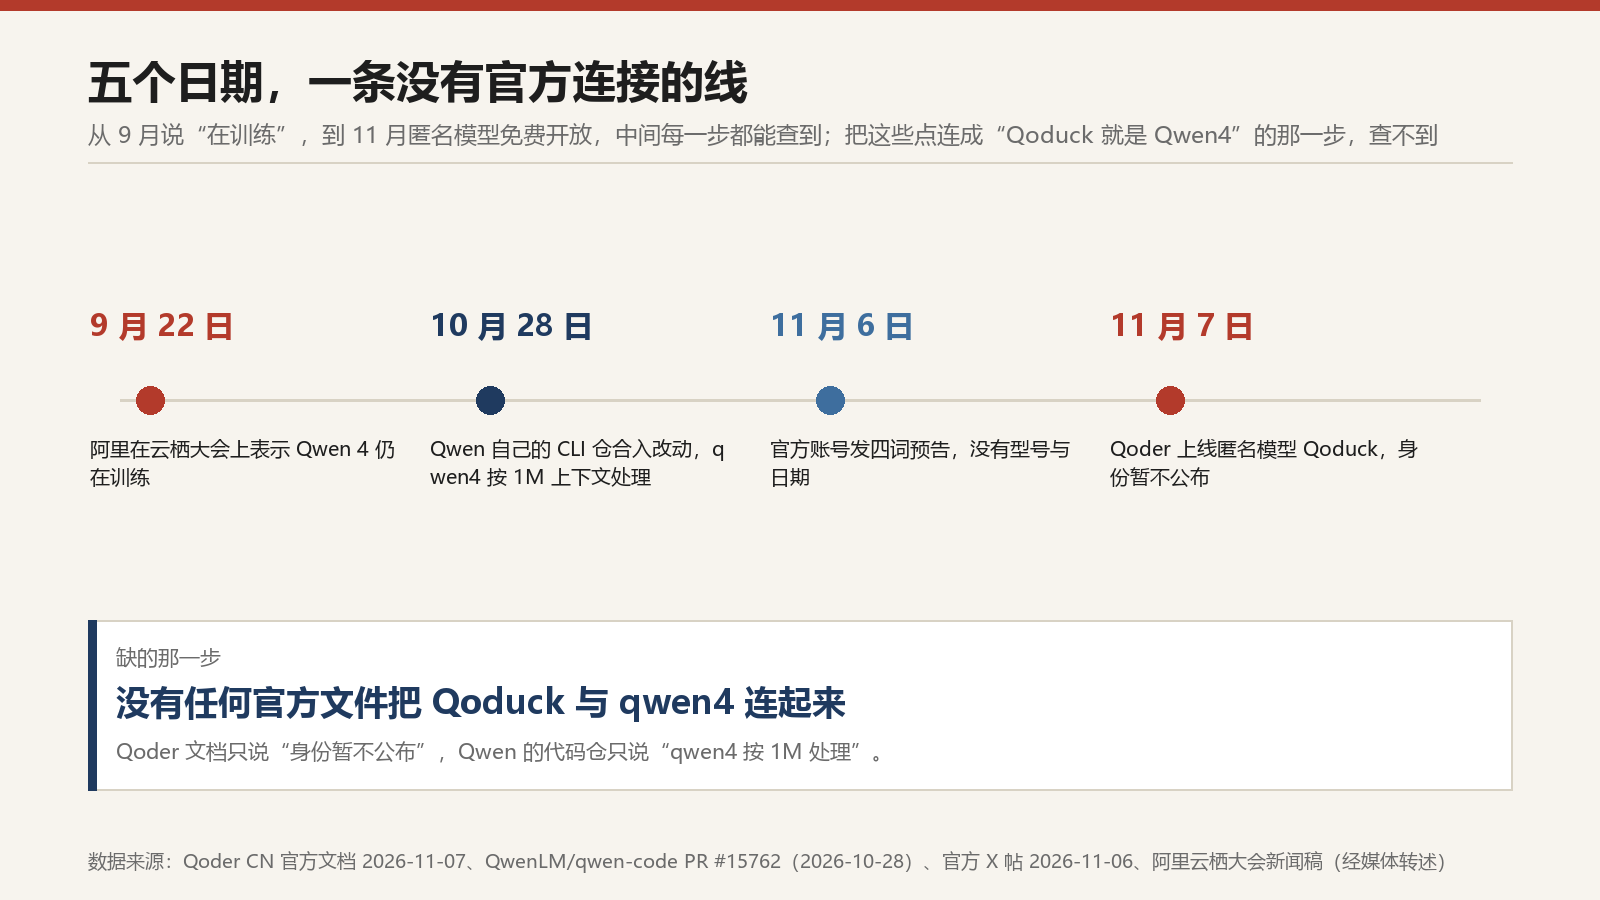 五个日期，一条没有官方连接的线
从 9 月说“在训练”，到 11 月匿名模型免费开放，中间每一步都能查到；把这些点连成“Qoduck 就是 Qwen4”的那一步，查不到
9 月 22 日
阿里在云栖大会上表示 Qwen 4 仍
在训练
10 月 28 日
Qwen 自己的 CLI 仓合入改动，q
wen4 按 1M 上下文处理
11 月 6 日
官方账号发四词预告，没有型号与
日期
11 月 7 日
Qoder 上线匿名模型 Qoduck，身
份暂不公布
缺的那一步
没有任何官方文件把 Qoduck 与 qwen4 连起来
Qoder 文档只说“身份暂不公布”，Qwen 的代码仓只说“qwen4 按 1M 处理”。
数据来源：Qoder CN 官方文档 2026-11-07、QwenLM/qwen-code PR #15762（2026-10-28）、官方 X 帖 2026-11-06、阿里云栖大会新闻稿（经媒体转述）